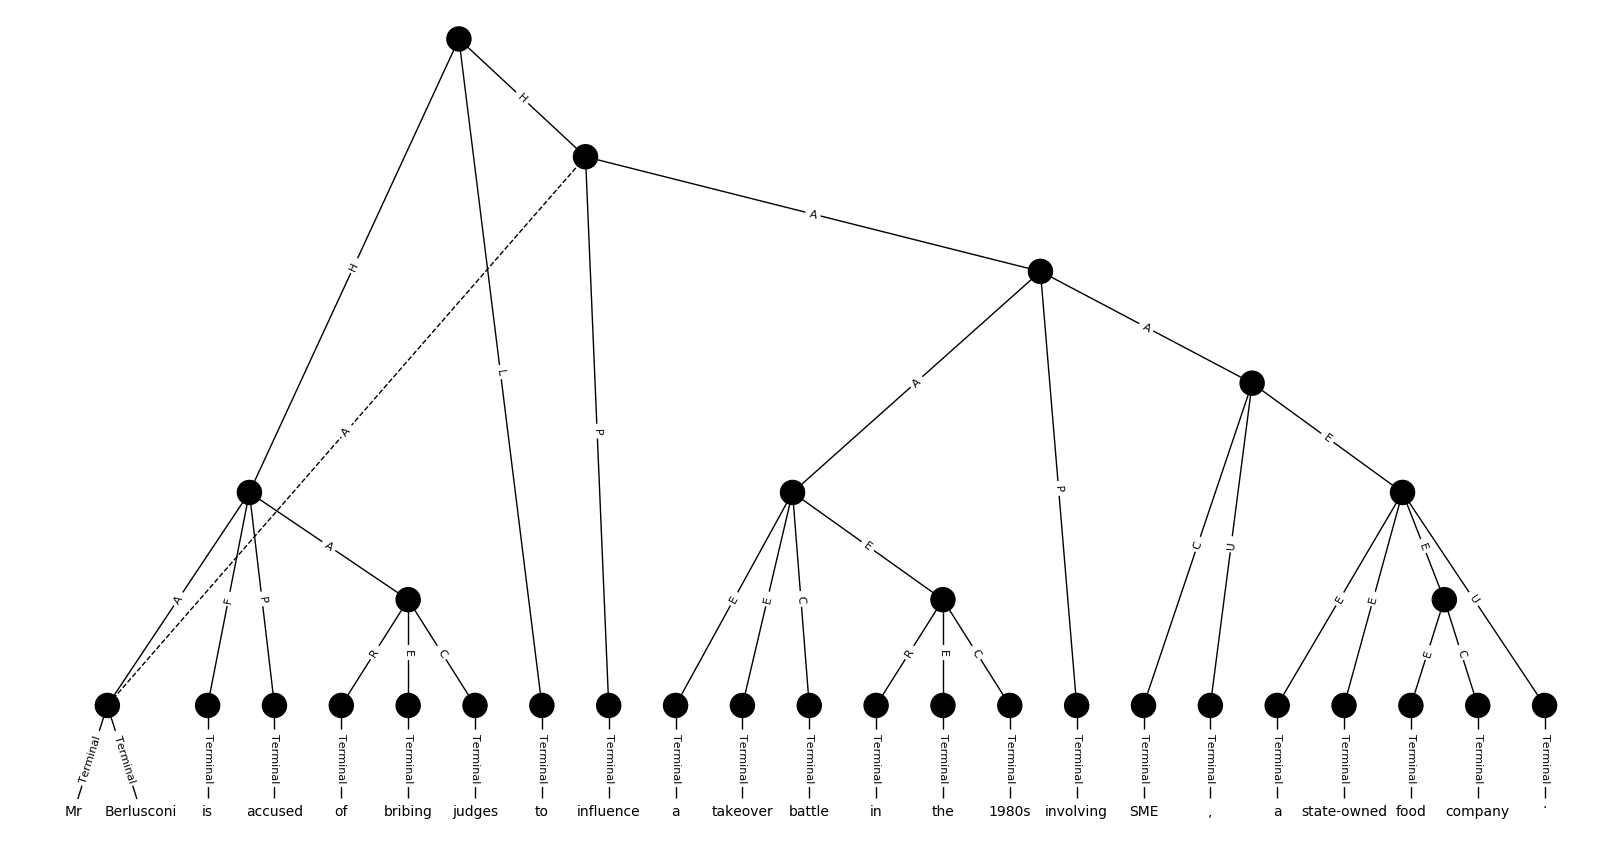 H
A
H
A
L
A
A
P
E
P
A
F
P
A
R
E
C
E
E
C
E
R
E
C
C
U
E
E
E
E
C
U
Terminal Terminal Terminal Terminal Terminal Terminal Terminal Terminal Terminal Terminal Terminal Terminal Terminal Terminal Terminal Terminal Terminal Terminal Terminal Terminal Terminal Terminal Terminal
Mr Berlusconi is accused of bribing judges to influence a takeover battle in the 1980s involving SME , a state-owned food company .